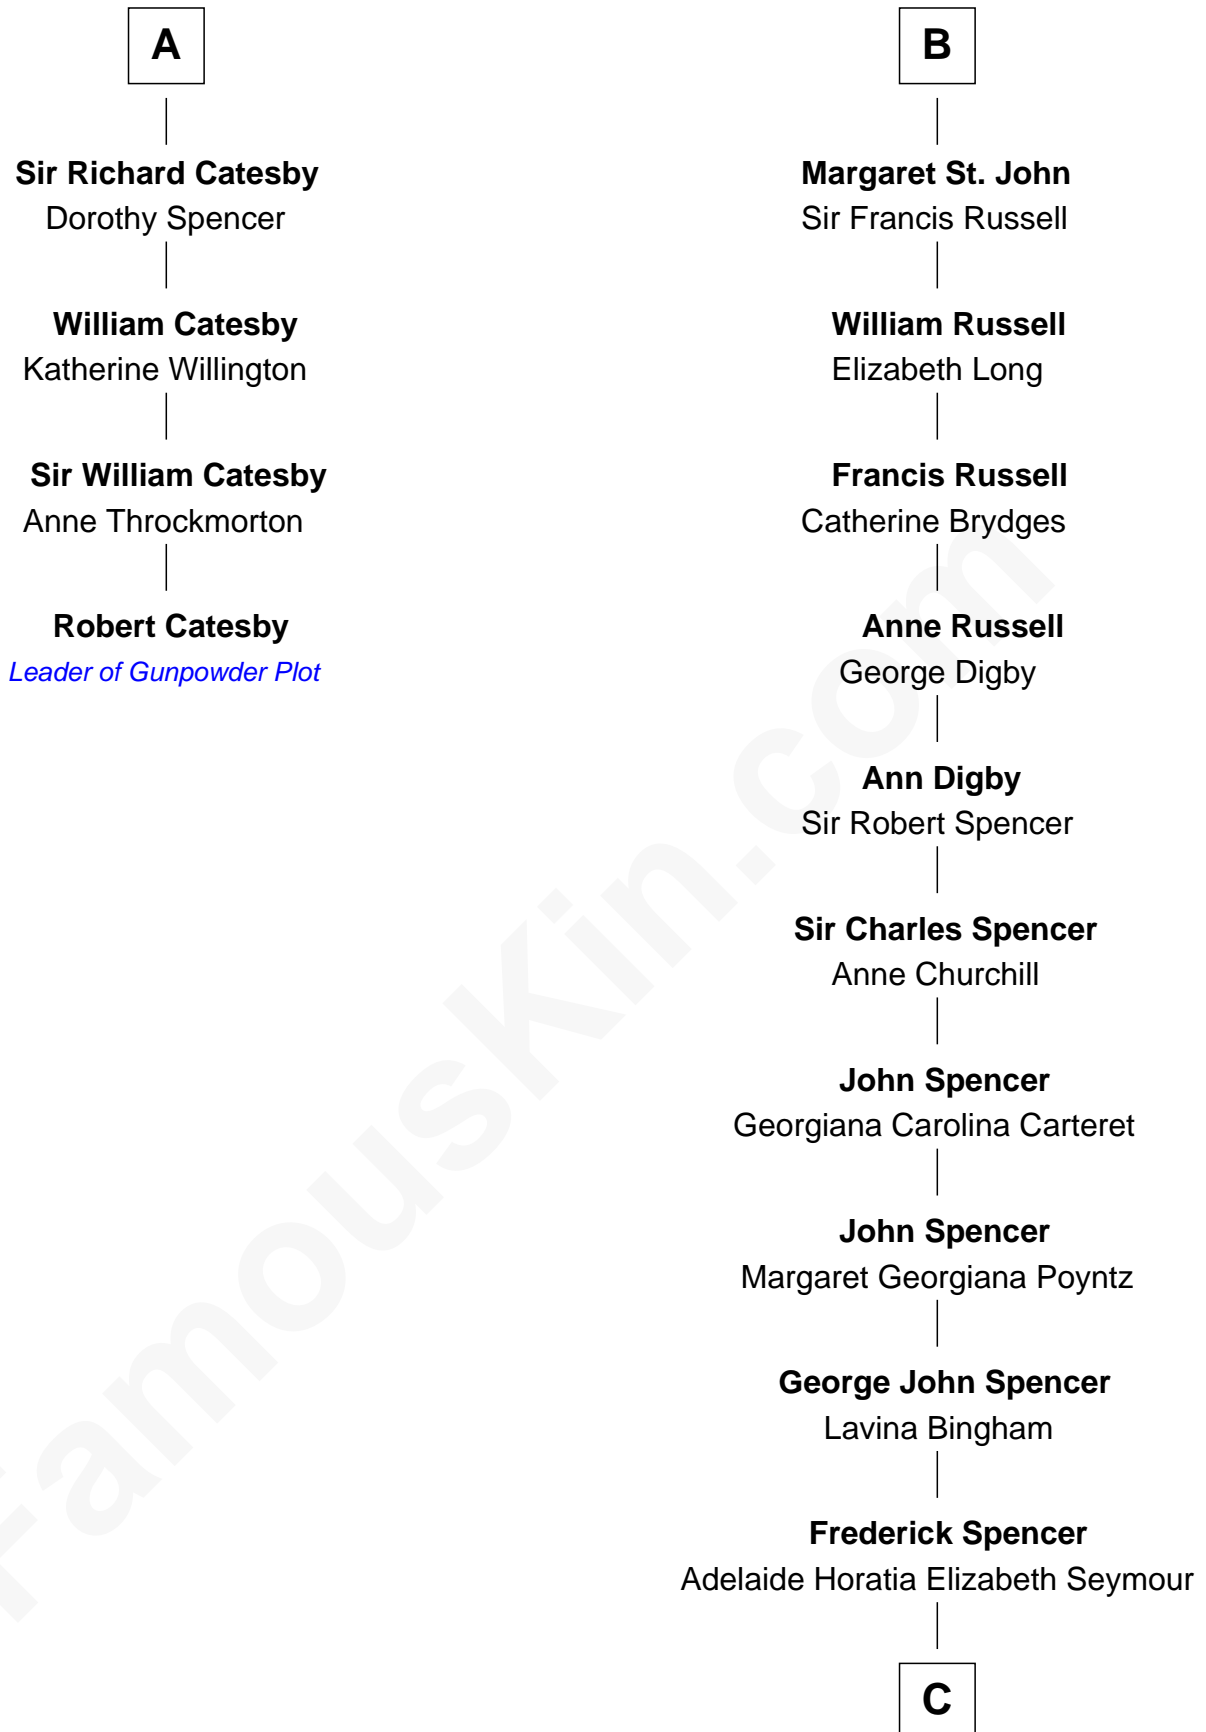 A
Sir Richard Catesby
Dorothy Spencer
William Catesby
Katherine Willington
Sir William Catesby
Anne Throckmorton
Robert Catesby
Leader of Gunpowder Plot
B
Margaret St. John
Sir Francis Russell
William Russell
Elizabeth Long
Francis Russell
Catherine Brydges
Anne Russell
George Digby
Ann Digby
Sir Robert Spencer
Sir Charles Spencer
Anne Churchill
John Spencer
Georgiana Carolina Carteret
John Spencer
Margaret Georgiana Poyntz
George John Spencer
Lavina Bingham
Frederick Spencer
Adelaide Horatia Elizabeth Seymour
C
FamousKin.com